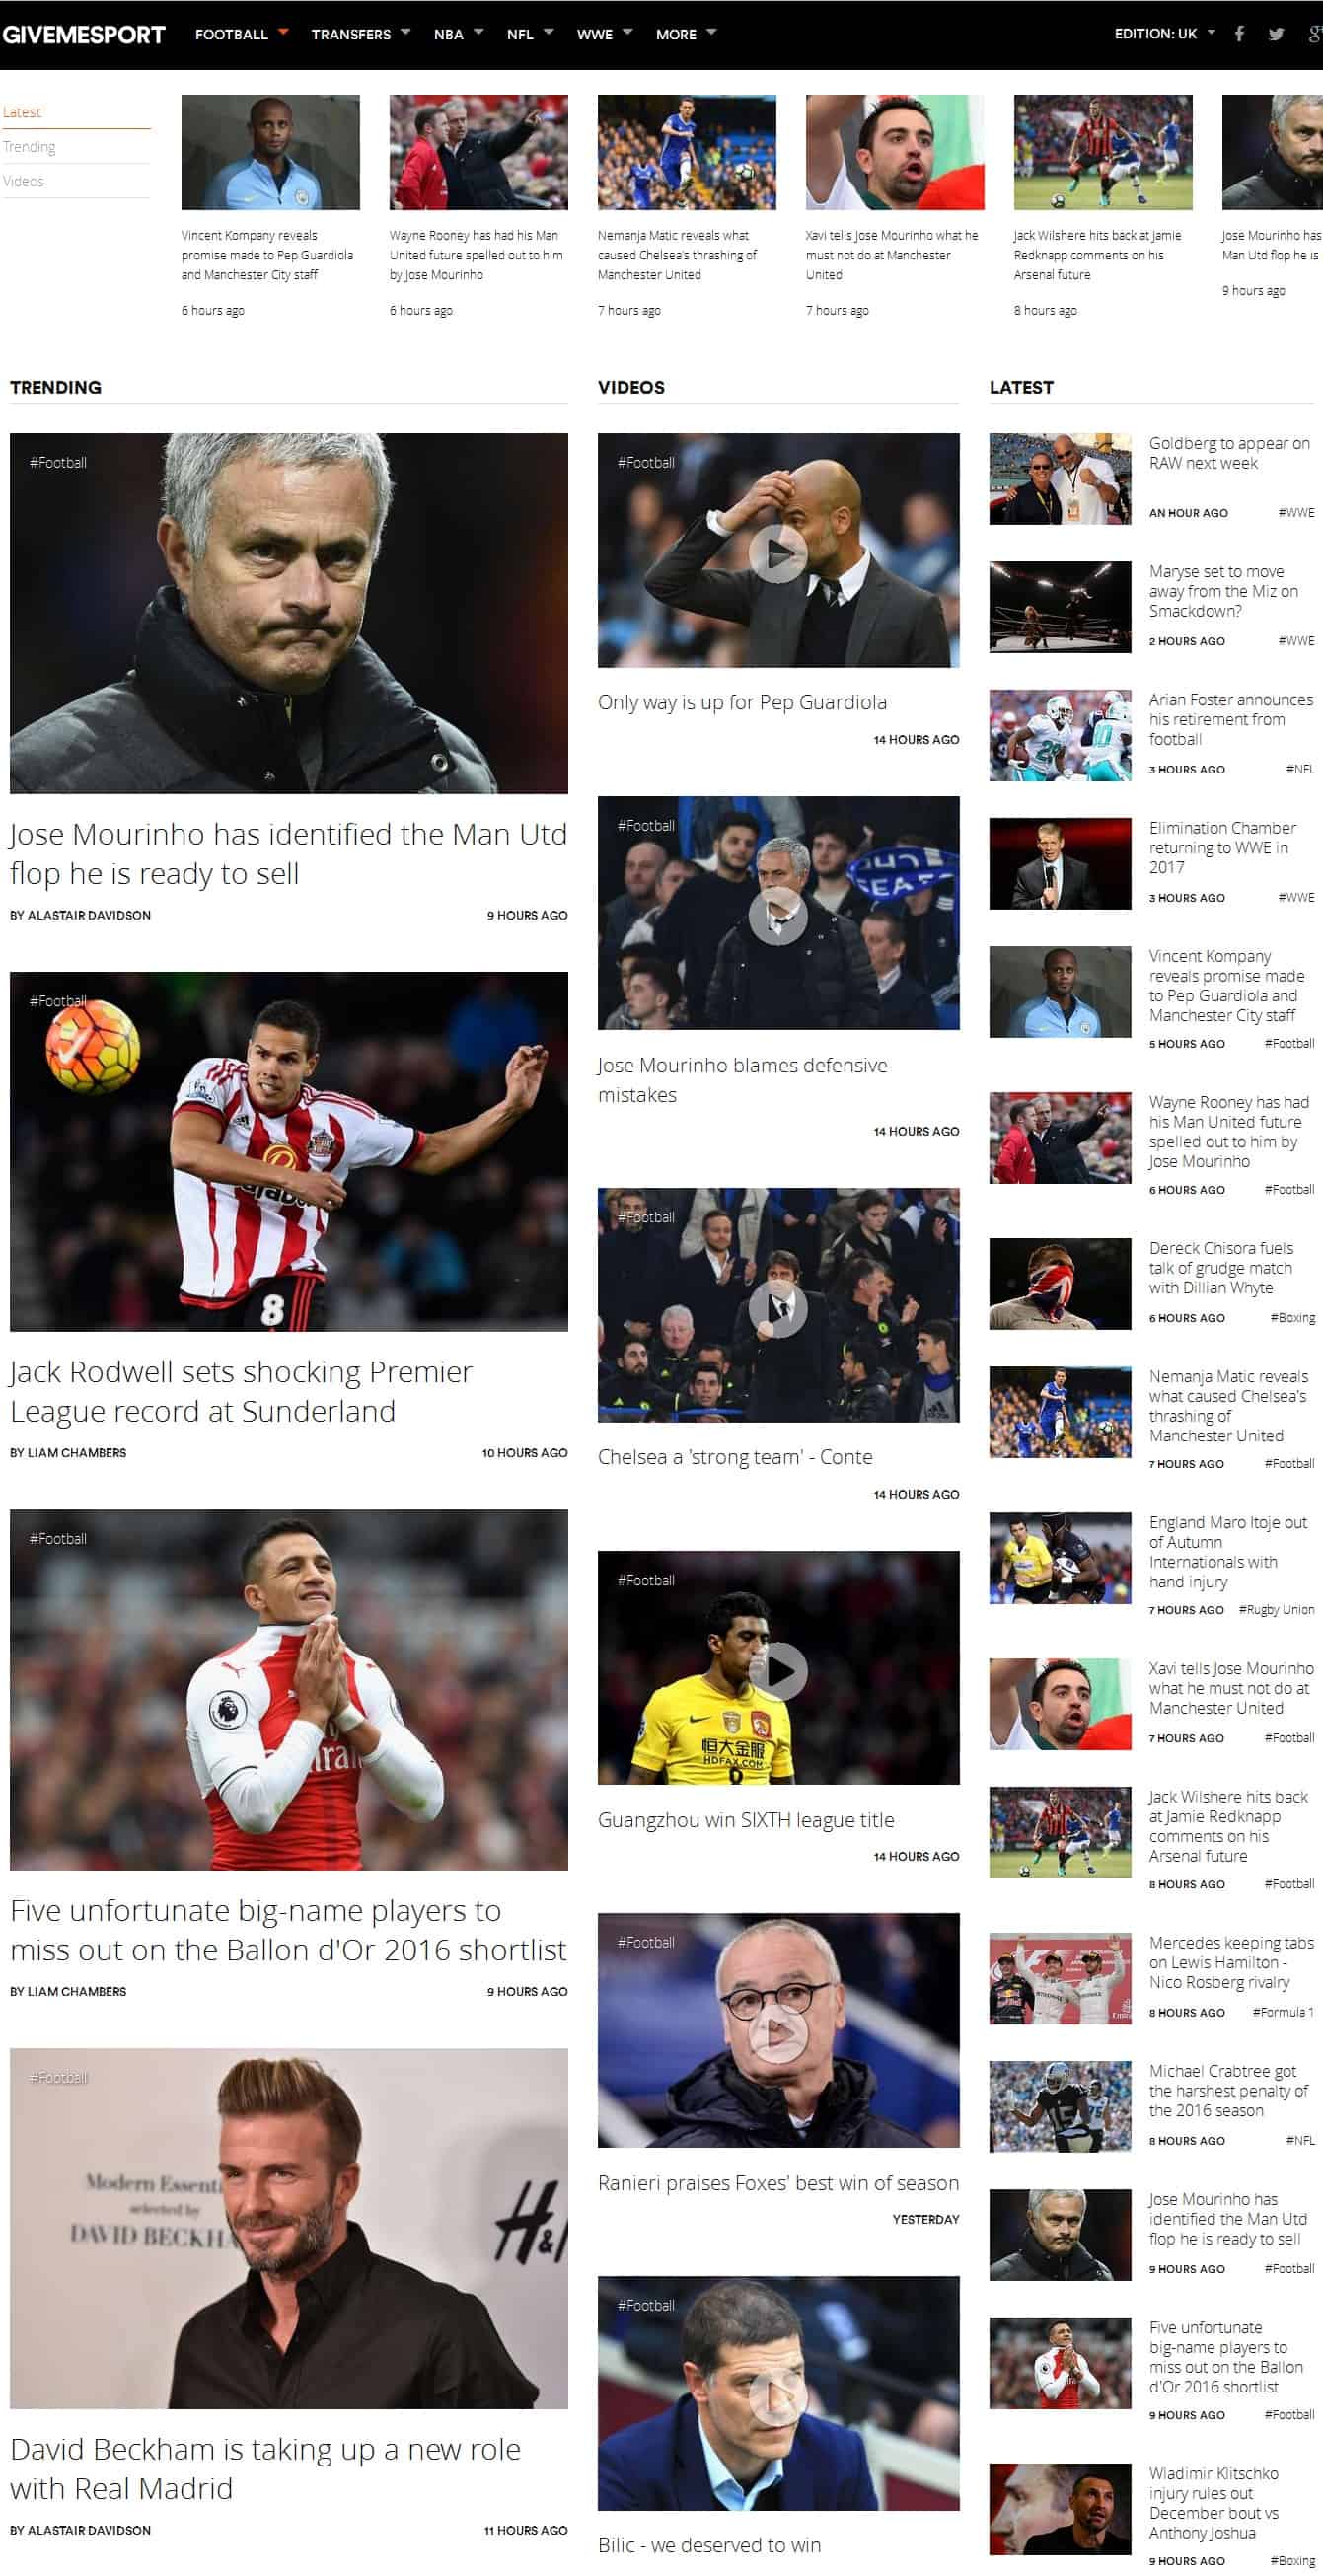 GIVEMESPORT
FOOTBALL
TRANSFERS
NBA
NFL
WWE
MORE
EDITION: UK
Latest
Trending
Videos
Vincent Kompany reveals
promise made to Pep Guardiola
and Manchester City staff
6 hours ago
Wayne Rooney has had his Man
United future spelled out to him
by Jose Mourinho
6 hours ago
Nemanja Matic reveals what
caused Chelsea's thrashing of
Manchester United
7 hours ago
Xavi tells Jose Mourinho what he
must not do at Manchester
United
7 hours ago
Jack Wilshere hits back at Jamie
Redknapp comments on his
Arsenal future
8 hours ago
Jose Mourinho has
Man Utd flop he is
9 hours ago
TRENDING
#Football
Jose Mourinho has identified the Man Utd
flop he is ready to sell
BY ALASTAIR DAVIDSON
9 HOURS AGO
#Football
8
Jack Rodwell sets shocking Premier
League record at Sunderland
BY LIAM CHAMBERS
10 HOURS AGO
#Football
Five unfortunate big-name players to
miss out on the Ballon d'Or 2016 shortlist
BY LIAM CHAMBERS
9 HOURS AGO
#Football
Modern Essenti
selected by
DAVID BECKH
H&
David Beckham is taking up a new role
with Real Madrid
BY ALASTAIR DAVIDSON
11 HOURS AGO
VIDEOS
#Football
Only way is up for Pep Guardiola
14 HOURS AGO
#Football
Jose Mourinho blames defensive
mistakes
14 HOURS AGO
#Football
Chelsea a 'strong team' - Conte
14 HOURS AGO
#Football
恒大金服
HDFAX.COM
Guangzhou win SIXTH league title
14 HOURS AGO
#Football
Ranieri praises Foxes' best win of season
YESTERDAY
#Football
Bilic - we deserved to win
LATEST
Goldberg to appear on
RAW next week
AN HOUR AGO
#WWE
Maryse set to move
away from the Miz on
Smackdown?
2 HOURS AGO
#WWE
Arian Foster announces
his retirement from
football
3 HOURS AGO
#NFL
Elimination Chamber
returning to WWE in
2017
3 HOURS AGO
#WWE
Vincent Kompany
reveals promise made
to Pep Guardiola and
Manchester City staff
5 HOURS AGO
#Football
Wayne Rooney has had
his Man United future
spelled out to him by
Jose Mourinho
6 HOURS AGO
#Football
Dereck Chisora fuels
talk of grudge match
with Dillian Whyte
6 HOURS AGO
#Boxing
Nemanja Matic reveals
what caused Chelsea's
thrashing of
Manchester United
7 HOURS AGO
#Football
England Maro Itoje out
of Autumn
Internationals with
hand injury
7 HOURS AGO
#Rugby Union
Xavi tells Jose Mourinho
what he must not do at
Manchester United
7 HOURS AGO
#Football
Jack Wilshere hits back
at Jamie Redknapp
comments on his
Arsenal future
8 HOURS AGO
#Football
Mercedes keeping tabs
on Lewis Hamilton -
Nico Rosberg rivalry
8 HOURS AGO
#Formula 1
Michael Crabtree got
the harshest penalty of
the 2016 season
8 HOURS AGO
#NFL
Jose Mourinho has
identified the Man Utd
flop he is ready to sell
9 HOURS AGO
#Football
Five unfortunate
big-name players to
miss out on the Ballon
d'Or 2016 shortlist
9 HOURS AGO
#Football
Wladimir Klitschko
injury rules out
December bout vs
Anthony Joshua
9 HOURS AGO
#Boxing